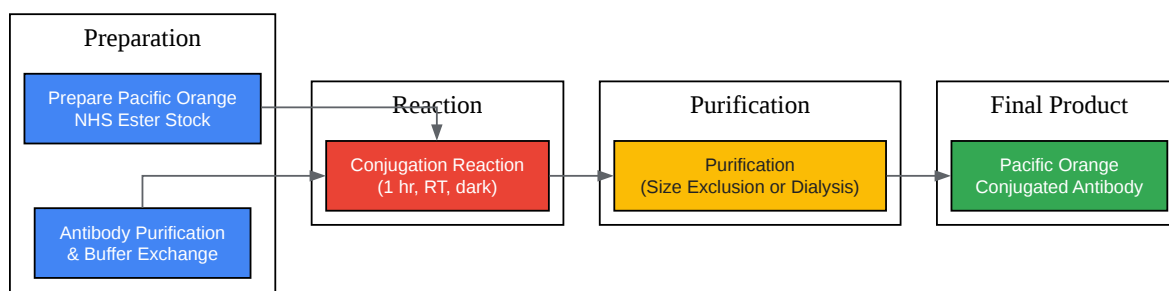 Preparation
Prepare Pacific Orange
NHS Ester Stock
Antibody Purification
& Buffer Exchange
Reaction
Conjugation Reaction
(1 hr, RT, dark)
Purification
Purification
(Size Exclusion or Dialysis)
Final Product
Pacific Orange
Conjugated Antibody